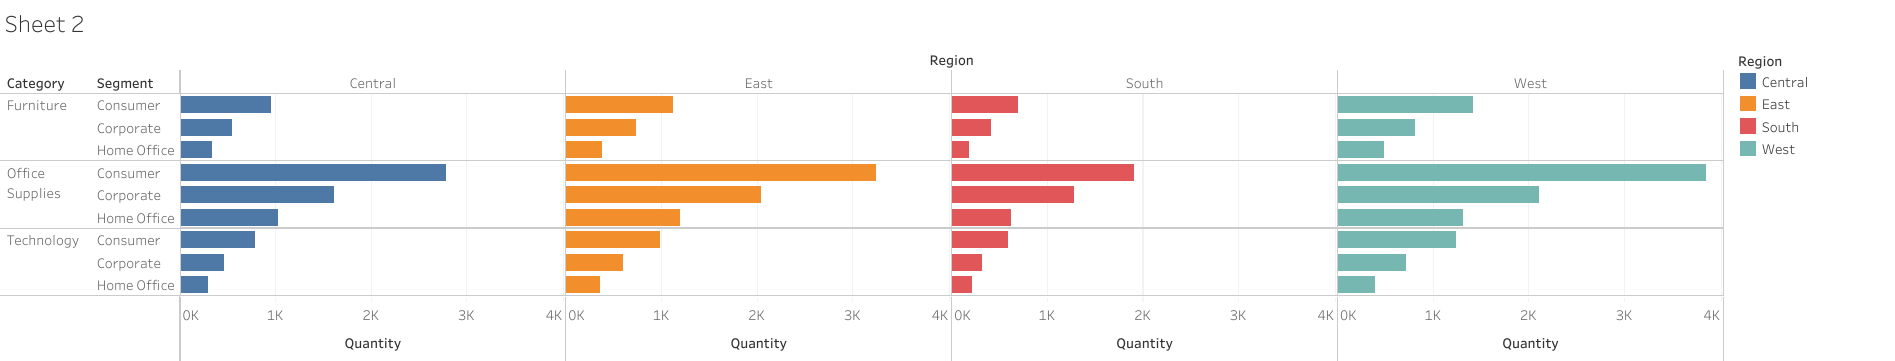 Sheet 2
Region
Category Segment Central East South West
Furniture Consumer
Corporate
Home Office
Office Supplies Consumer
Corporate
Home Office
Technology Consumer
Corporate
Home Office
0K 1K 2K 3K 4K 0K 1K 2K 3K 4K 0K 1K 2K 3K 4K 0K 1K 2K 3K 4K
Quantity Quantity Quantity Quantity
Region
Central
East
South
West